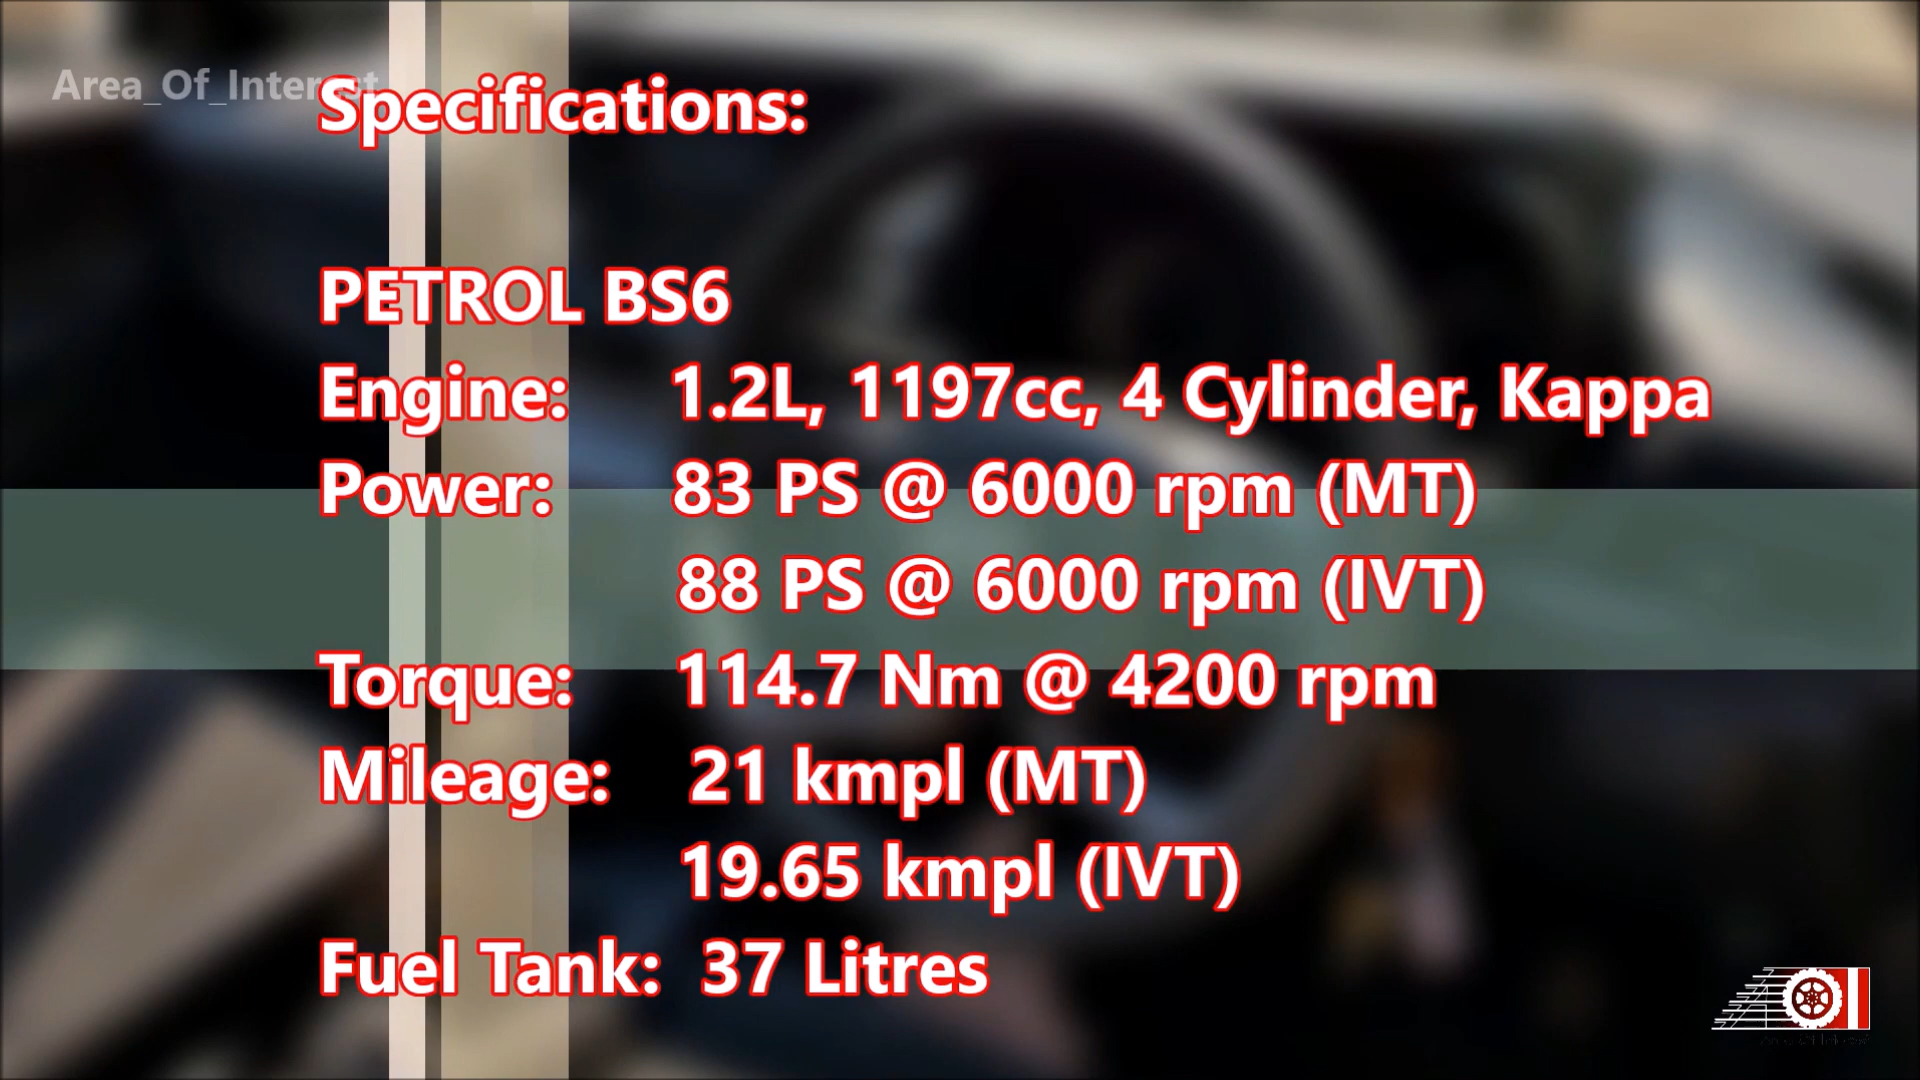 Area_Of_Interest
Specifications:
PETROL BS6
Engine: 1.2L, 1197cc, 4 Cylinder, Kappa
Power: 83 PS @ 6000 rpm (MT)
88 PS @ 6000 rpm (IVT)
Torque: 114.7 Nm @ 4200 rpm
Mileage: 21 kmpl (MT)
19.65 kmpl (IVT)
Fuel Tank: 37 Litres